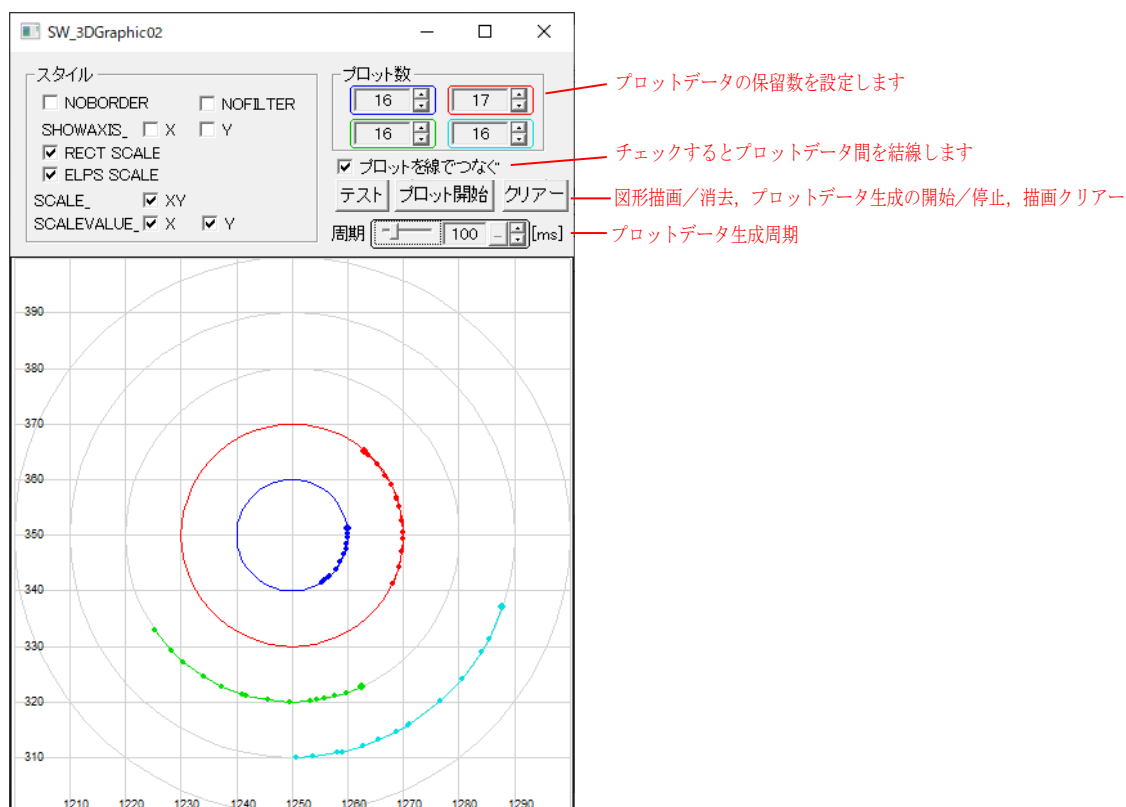 SW_3DGraphic02
スタイル
NOBORDER NOFILTER
SHOWAXIS_ X Y
RECT SCALE
ELPS SCALE
SCALE_ XY
SCALEVALUE_ X Y
プロット数
16 17
16 16
プロットを線でつなぐ
テスト プロット開始 クリアー
周期 100 [ms]
プロットデータの保留数を設定します
チェックするとプロットデータ間を結線します
図形描画／消去，プロットデータ生成の開始／停止，描画クリアー
プロットデータ生成周期
390
380
370
360
350
340
330
320
310
1210 1220 1230 1240 1250 1260 1270 1280 1290